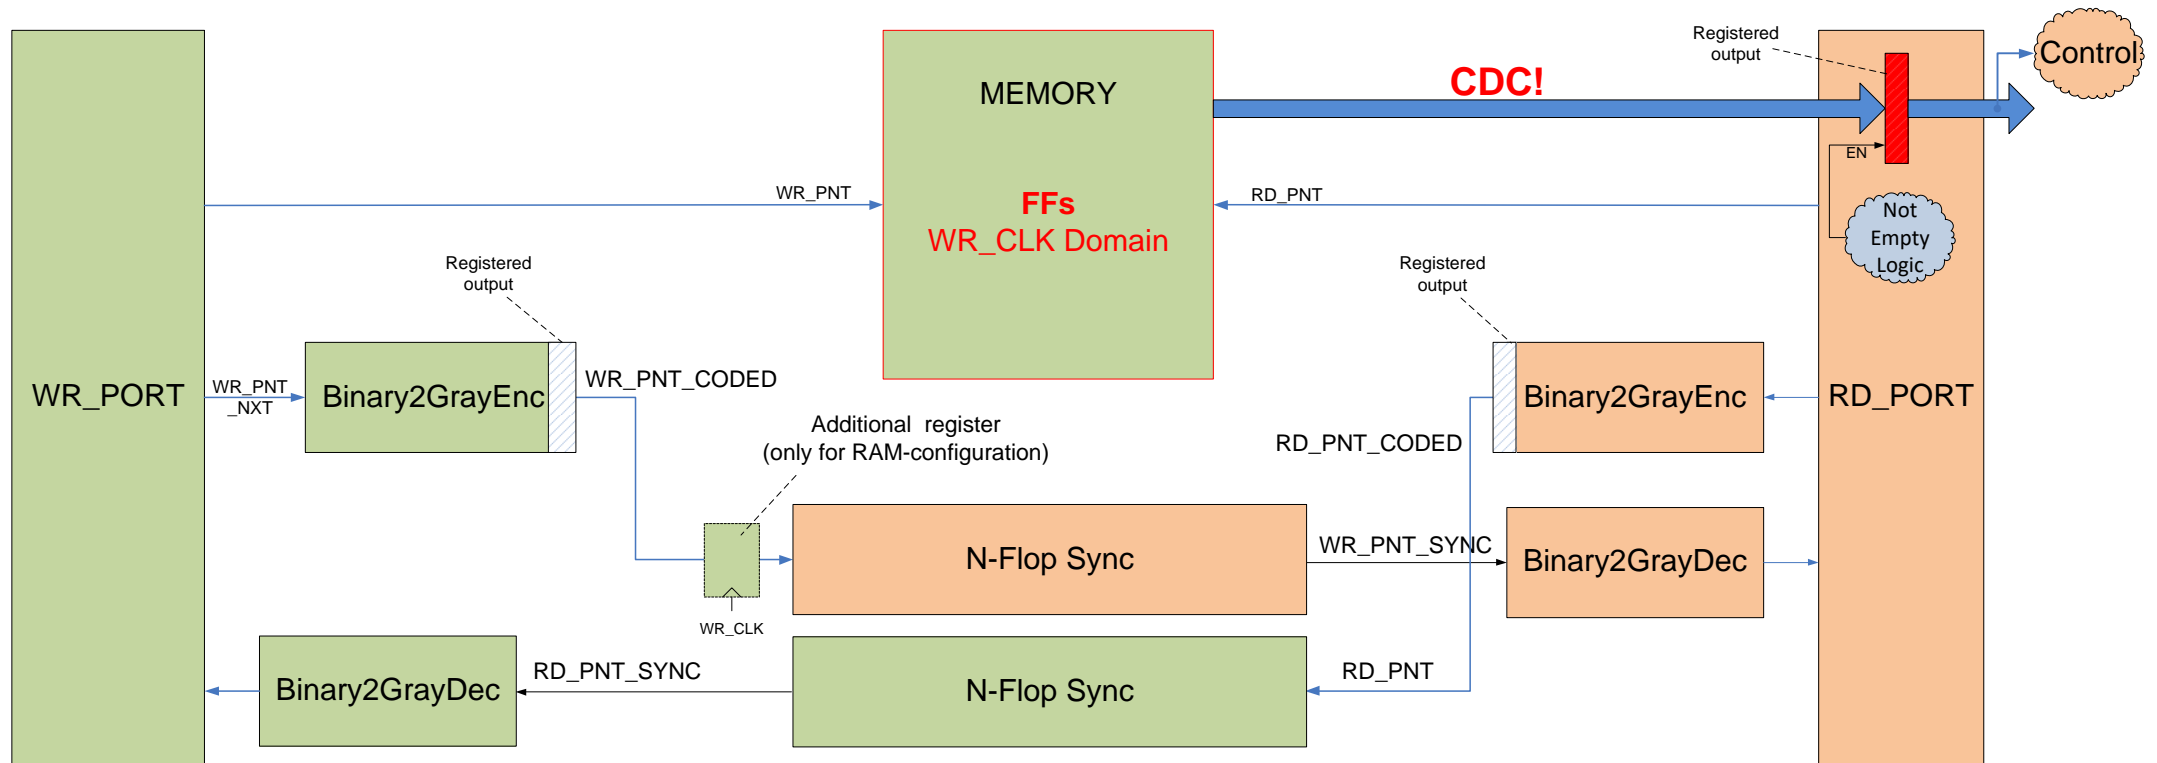 Registered
output
Control
CDC!
MEMORY
EN
WR_PNT
FFs
WR_CLK Domain
RD_PNT
Not
Empty
Logic
Registered
output
Registered
output
WR_PORT
WR_PNT
_NXT
Binary2GrayEnc
WR_PNT_CODED
Binary2GrayEnc
RD_PORT
Additional register
(only for RAM-configuration)
RD_PNT_CODED
N-Flop Sync
WR_PNT_SYNC
Binary2GrayDec
WR_CLK
Binary2GrayDec
RD_PNT_SYNC
N-Flop Sync
RD_PNT